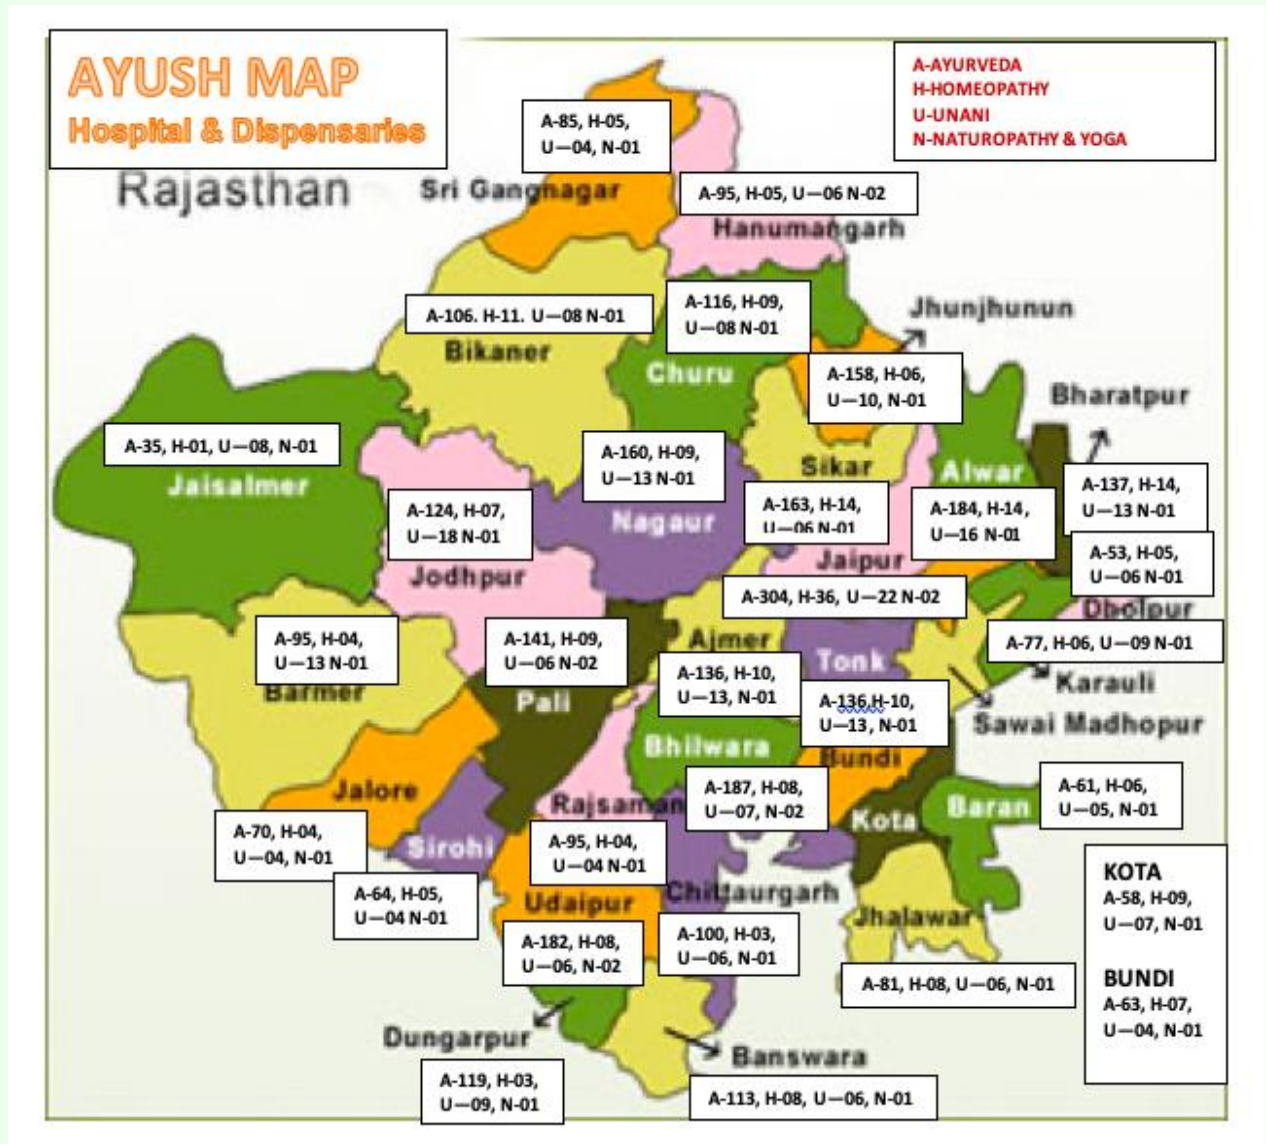 AYUSH MAP
Hospital & Dispensaries
Rajasthan
A-AYURVEDA
H-HOMEOPATHY
U-UNANI
N-NATUROPATHY & YOGA
A-85, H-05,
U—04, N-01
Sri Gangnagar
A-95, H-05, U—06 N-02
Hanumangarh
A-106. H-11. U—08 N-01
Bikaner
A-116, H-09,
U—08 N-01
Churu
Jhunjhunun
A-158, H-06,
U—10, N-01
Bharatpur
A-137, H-14,
U—13 N-01
A-35, H-01, U—08, N-01
Jaisalmer
A-160, H-09,
U—13 N-01
Nagaur
Sikar
A-163, H-14,
U—06 N-01
Alwar
A-184, H-14,
U—16 N-01
A-124, H-07,
U—18 N-01
Jodhpur
Jaipur
A-304, H-36, U—22 N-02
A-53, H-05,
U—06 N-01
Dholpur
A-95, H-04,
U—13 N-01
Barmer
A-141, H-09,
U—06 N-02
Pali
Ajmer
A-136, H-10,
U—13, N-01
Tonk
A-136,H-10,
U—13, N-01
A-77, H-06, U—09 N-01
Karauli
Sawai Madhopur
Bhilwara
A-187, H-08,
U—07, N-02
Bundi
Kota
Baran
A-61, H-06,
U—05, N-01
Jalore
A-70, H-04,
U—04, N-01
Sirohi
A-64, H-05,
U—04 N-01
Rajsaman
A-95, H-04,
U—04 N-01
Udaipur
A-182, H-08,
U—06, N-02
Chittaurgarh
A-100, H-03,
U—06, N-01
Jhalawar
A-81, H-08, U—06, N-01
KOTA
A-58, H-09,
U—07, N-01
BUNDI
A-63, H-07,
U—04, N-01
Dungarpur
A-119, H-03,
U—09, N-01
Banswara
A-113, H-08, U—06, N-01